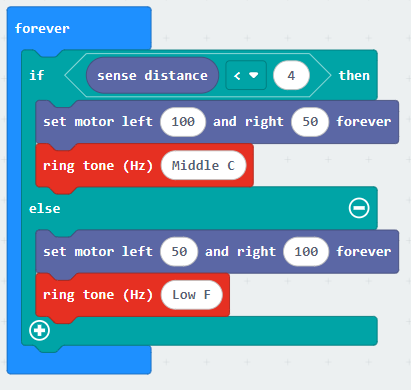 forever
if sense distance < 4 then
set motor left 100 and right 50 forever
ring tone (Hz) Middle C
else
set motor left 50 and right 100 forever
ring tone (Hz) Low F